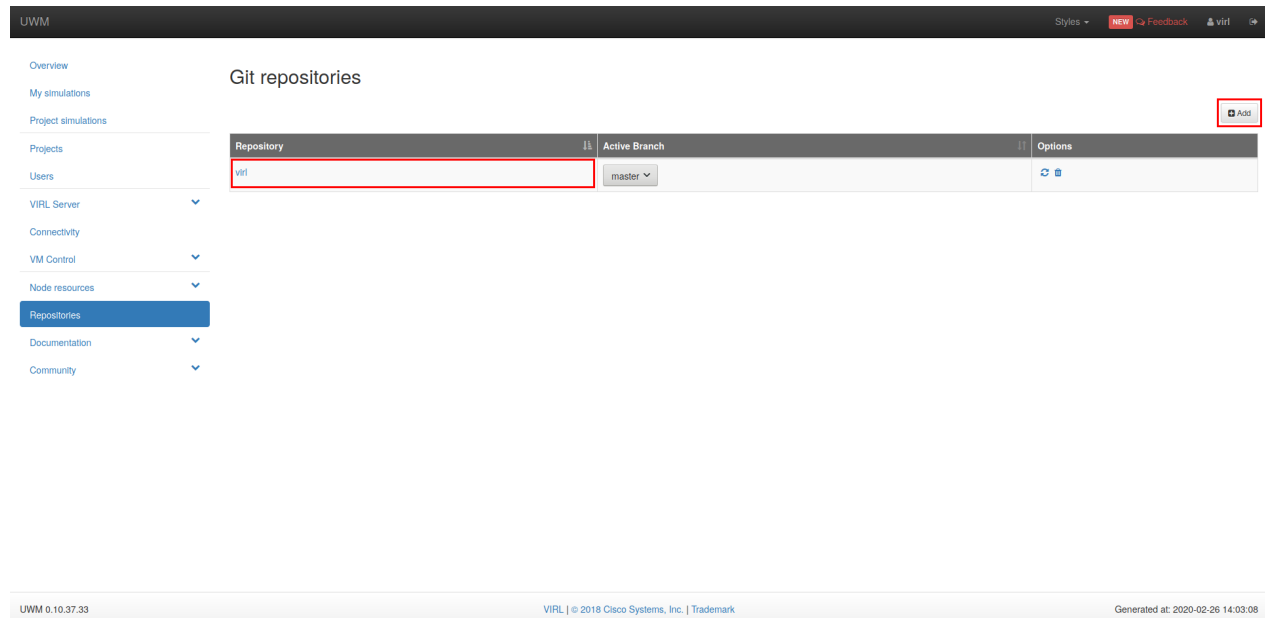 UWM Styles NEW Feedback virl
Overview
Git repositories
My simulations
Add
Project simulations
Repository Active Branch Options
Projects
virl master
Users
VIRL Server
Connectivity
VM Control
Node resources
Repositories
Documentation
Community
UWM 0.10.37.33 VIRL | © 2018 Cisco Systems, Inc. | Trademark Generated at: 2020-02-26 14:03:08